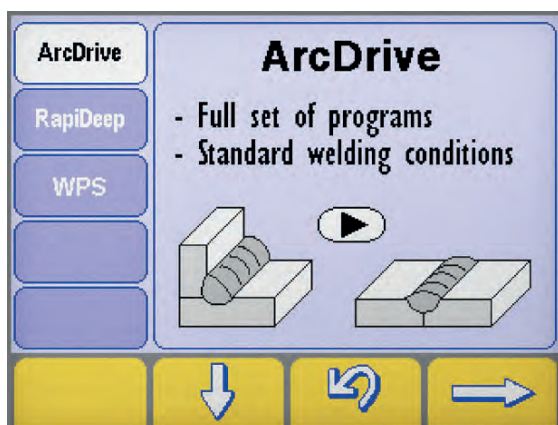 ArcDrive
RapiDeep
WPS
ArcDrive
- Full set of programs
- Standard welding conditions